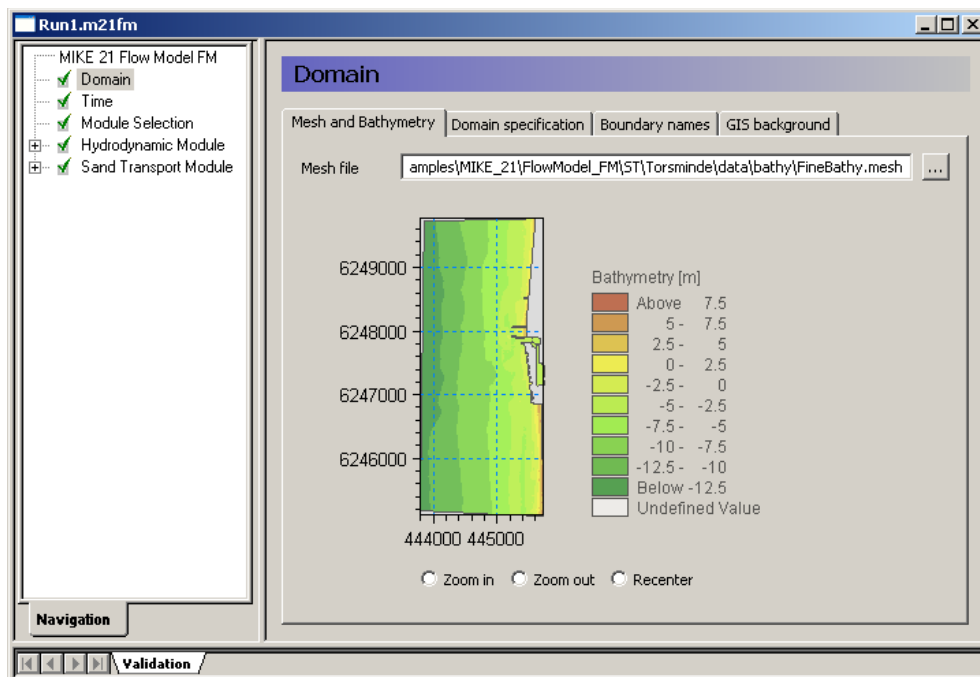 Run1.m21fm
MIKE 21 Flow Model FM
Domain
Time
Module Selection
Hydrodynamic Module
Sand Transport Module
Navigation
Domain
Mesh and Bathymetry
Domain specification
Boundary names
GIS background
Mesh file
amples\MIKE_21\FlowModel_FM\ST\Torsminde\data\bathy\FineBathy.mesh
...
6249000
6248000
6247000
6246000
444000 445000
Bathymetry [m]
Above 7.5
5 - 7.5
2.5 - 5
0 - 2.5
-2.5 - 0
-5 - -2.5
-7.5 - -5
-10 - -7.5
-12.5 - -10
Below -12.5
Undefined Value
Zoom in
Zoom out
Recenter
Validation